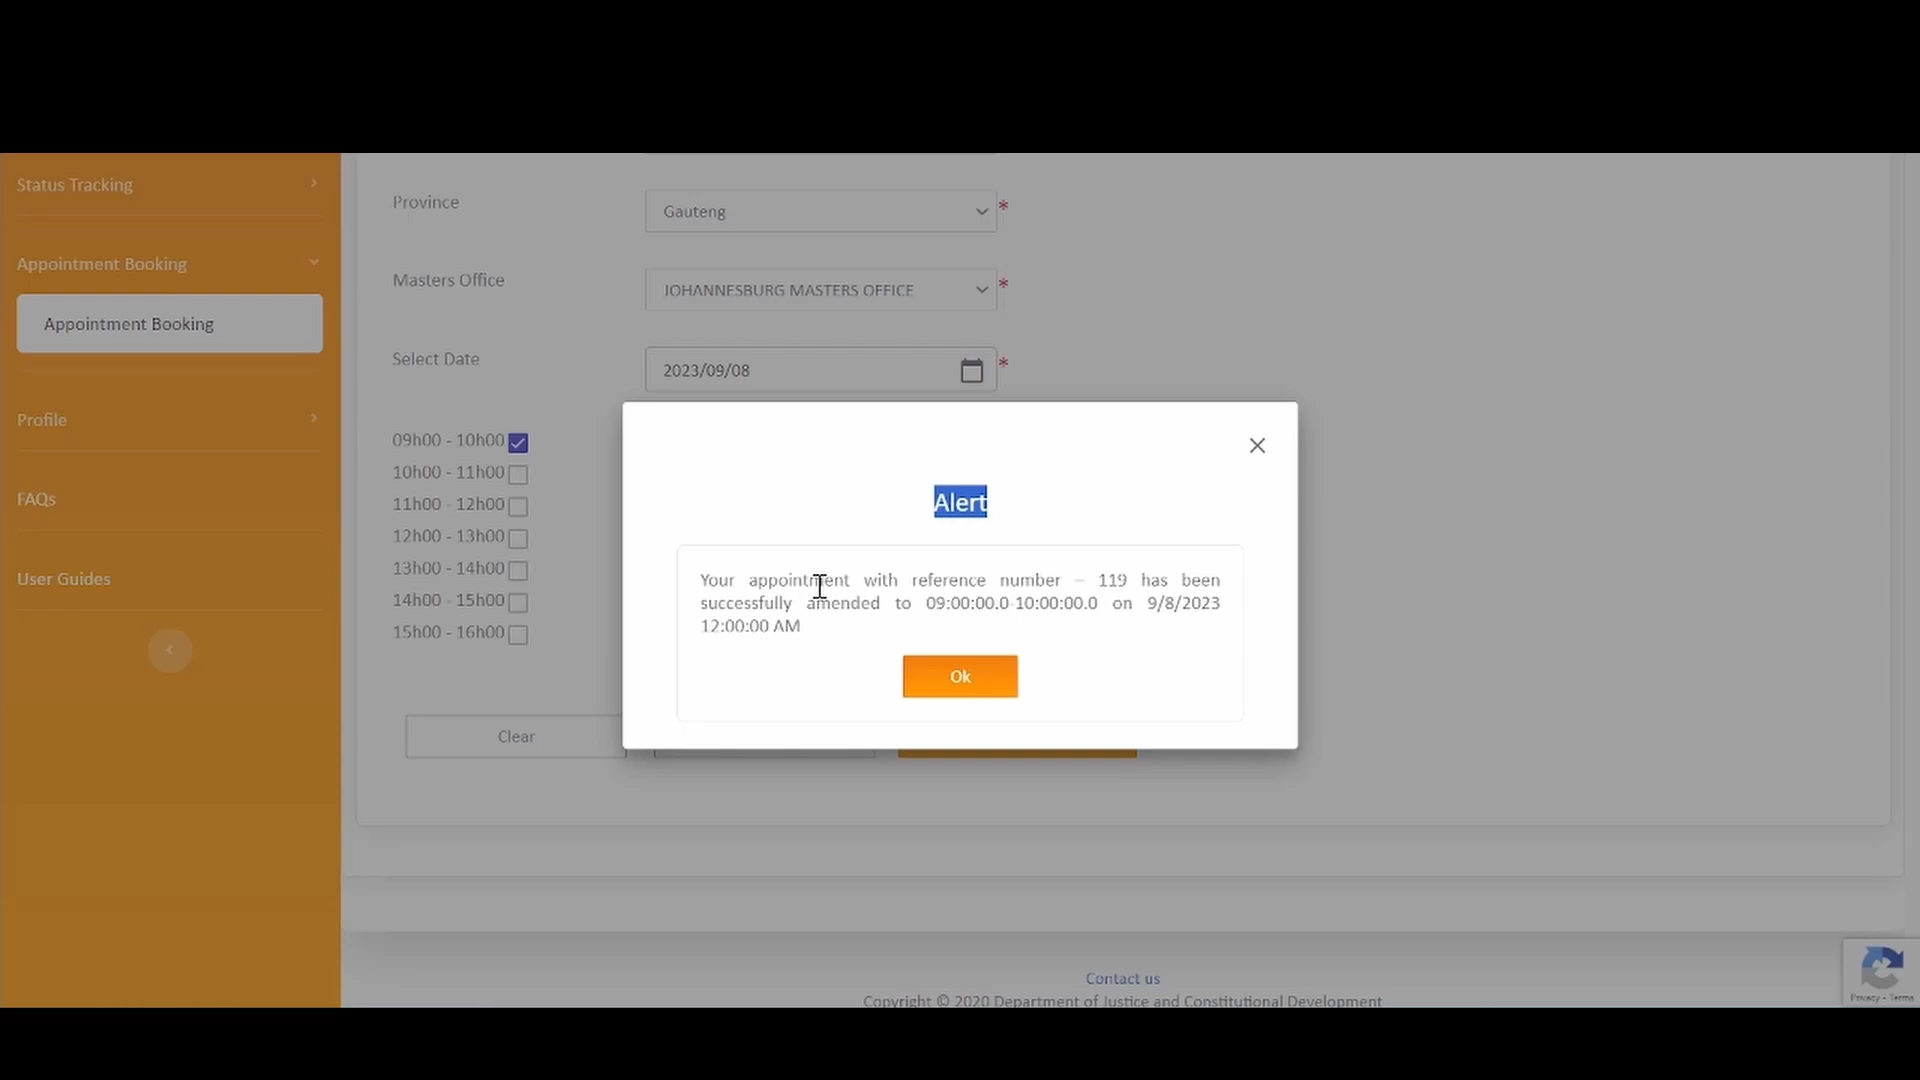 Status Tracking
Appointment Booking
Appointment Booking
Profile
FAQs
User Guides
Province
Gauteng
*
Masters Office
JOHANNESBURG MASTERS OFFICE
*
Select Date
2023/09/08
*
09h00 - 10h00
10h00 - 11h00
11h00 - 12h00
12h00 - 13h00
13h00 - 14h00
14h00 - 15h00
15h00 - 16h00
Clear
Alert
Your appointment with reference number – 119 has been
successfully amended to 09:00:00.0-10:00:00.0 on 9/8/2023
12:00:00 AM
Ok
Contact us
Copyright © 2020 Department of Justice and Constitutional Development
Privacy - Terms